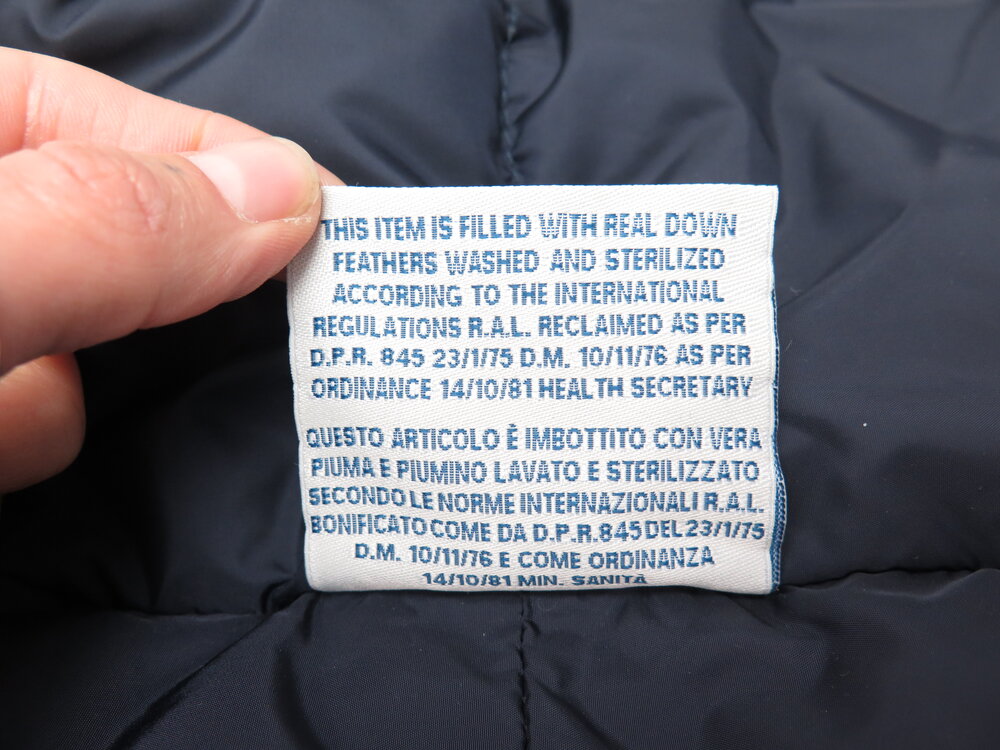 THIS ITEM IS FILLED WITH REAL DOWN
FEATHERS WASHED AND STERILIZED
ACCORDING TO THE INTERNATIONAL
REGULATIONS R.A.L. RECLAIMED AS PER
D.P.R. 845 23/1/75 D.M. 10/11/76 AS PER
ORDINANCE 14/10/81 HEALTH SECRETARY
QUESTO ARTICOLO È IMBOTTITO CON VERA
PIUMA E PIUMINO LAVATO E STERILIZZATO
SECONDO LE NORME INTERNAZIONALI R.A.L.
BONIFICATO COME DA D.P.R.845 DEL 23/1/75
D.M. 10/11/76 E COME ORDINANZA
14/10/81 MIN. SANITÀ